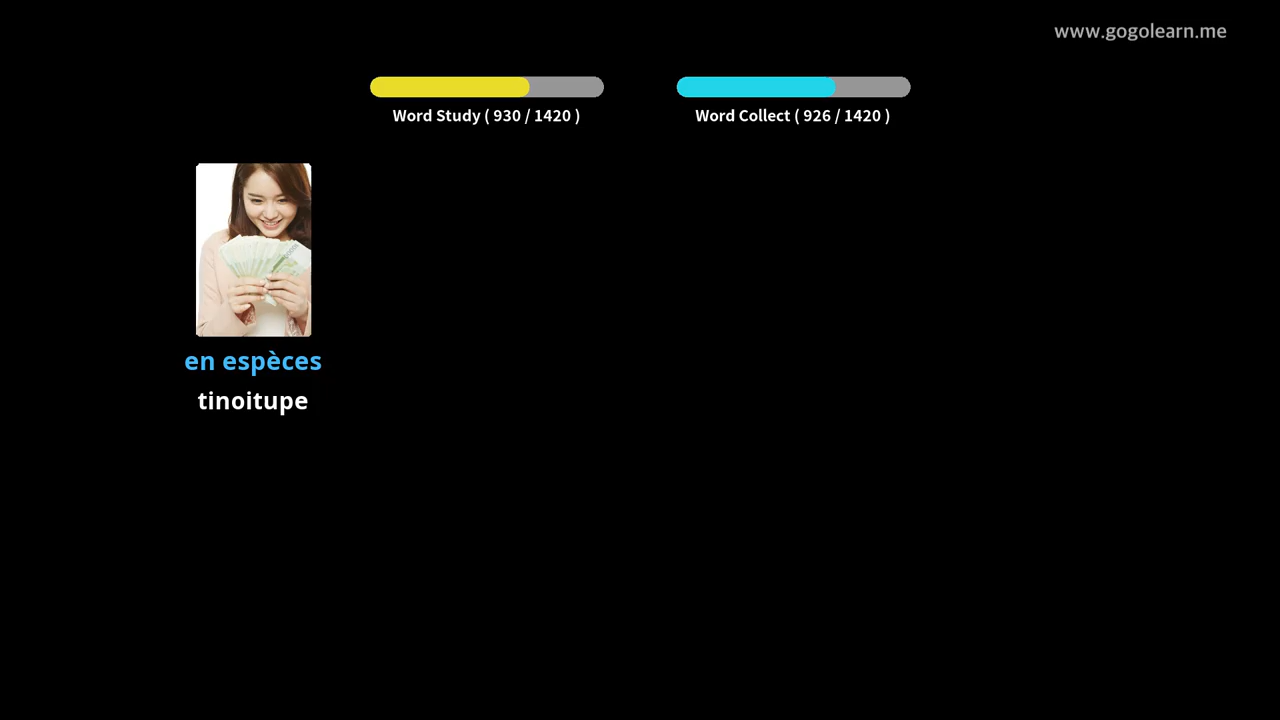 www.gogolearn.me
Word Study ( 930 / 1420 )
Word Collect ( 926 / 1420 )
en espèces
tinoitupe